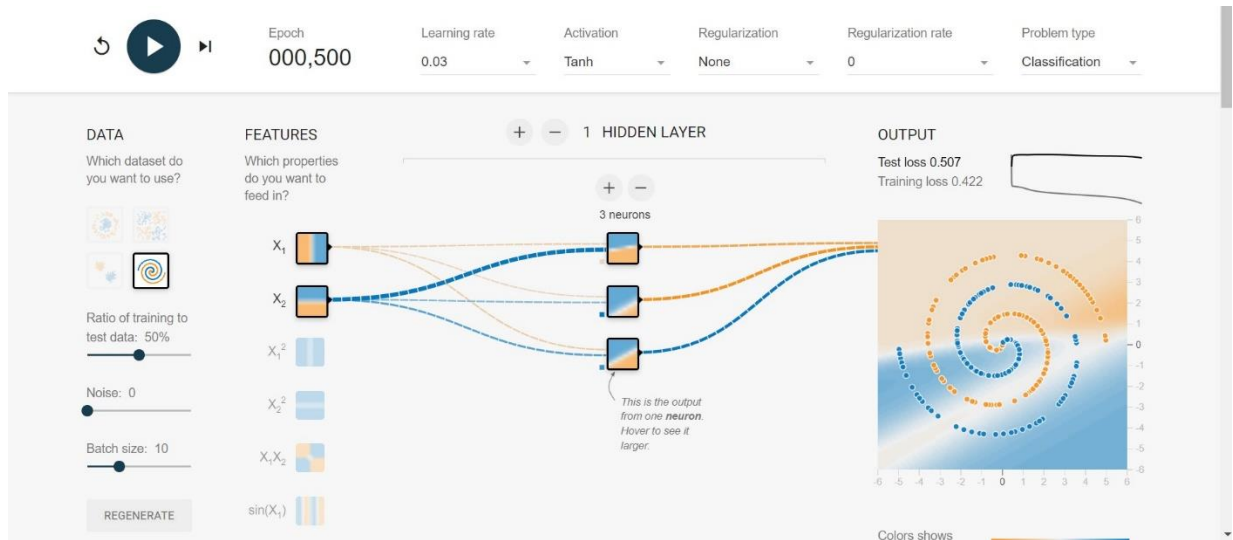 Epoch
000,500
Learning rate
0.03
Activation
Tanh
Regularization
None
Regularization rate
0
Problem type
Classification
DATA
Which dataset do
you want to use?
Ratio of training to
test data: 50%
Noise: 0
Batch size: 10
REGENERATE
FEATURES
Which properties
do you want to
feed in?
X₁
X₂
X₁²
X₂²
X₁X₂
sin(X₁)
+ − 1 HIDDEN LAYER
+ −
3 neurons
This is the output
from one neuron.
Hover to see it
larger.
OUTPUT
Test loss 0.507
Training loss 0.422
6
5
4
3
2
1
0
-1
-2
-3
-4
-5
-6
-6 -5 -4 -3 -2 -1 0 1 2 3 4 5 6
Colors shows